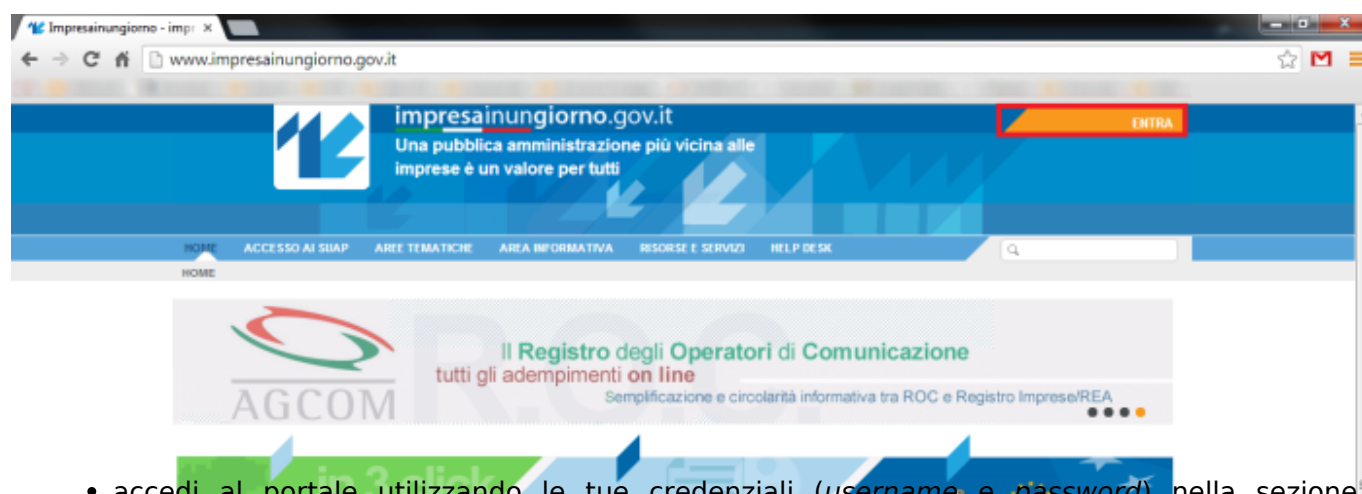 Impresainungiorno - impr
www.impresainungiorno.gov.it
impresainungiorno.gov.it
ENTRA
Una pubblica amministrazione più vicina alle
imprese è un valore per tutti
HOME ACCESSO AI SUAP AREE TEMATICHE AREA INFORMATIVA RISORSE E SERVIZI HELP DESK
HOME
R.O.C.
Il Registro degli Operatori di Comunicazione
tutti gli adempimenti on line
AGCOM
Semplificazione e circolarità informativa tra ROC e Registro Imprese/REA
in 3 click
• accedi al portale utilizzando le tue credenziali (username e password) nella sezione